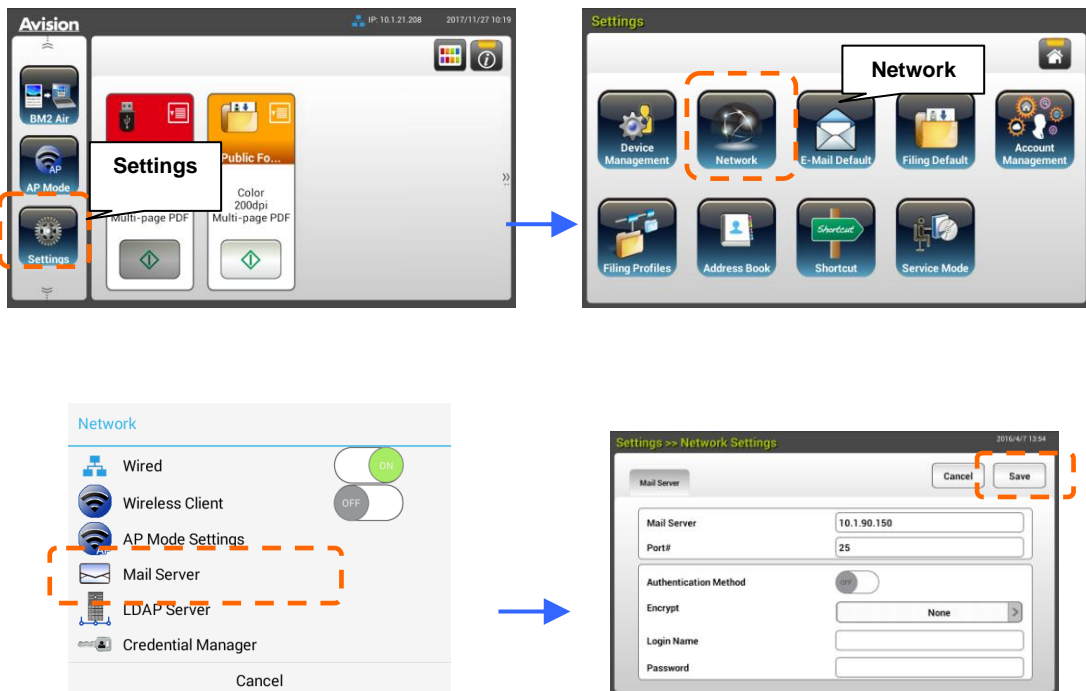 Avision
IP: 10.1.21.208 2017/11/27 10:19
BM2 Air
AP
AP Mode
Settings
Settings
Public Fo...
Multi-page PDF
Color
200dpi
Multi-page PDF
Settings
Network
Device
Management
Network
E-Mail Default
Filing Default
Account
Management
Filing Profiles
Address Book
Shortcut
Shortcut
Service Mode
Network
Wired ON
Wireless Client OFF
AP
AP Mode Settings
Mail Server
LDAP Server
Credential Manager
Cancel
Settings >> Network Settings 2016/4/7 13:54
Mail Server Cancel Save
Mail Server 10.1.90.150
Port# 25
Authentication Method OFF
Encrypt None
Login Name
Password